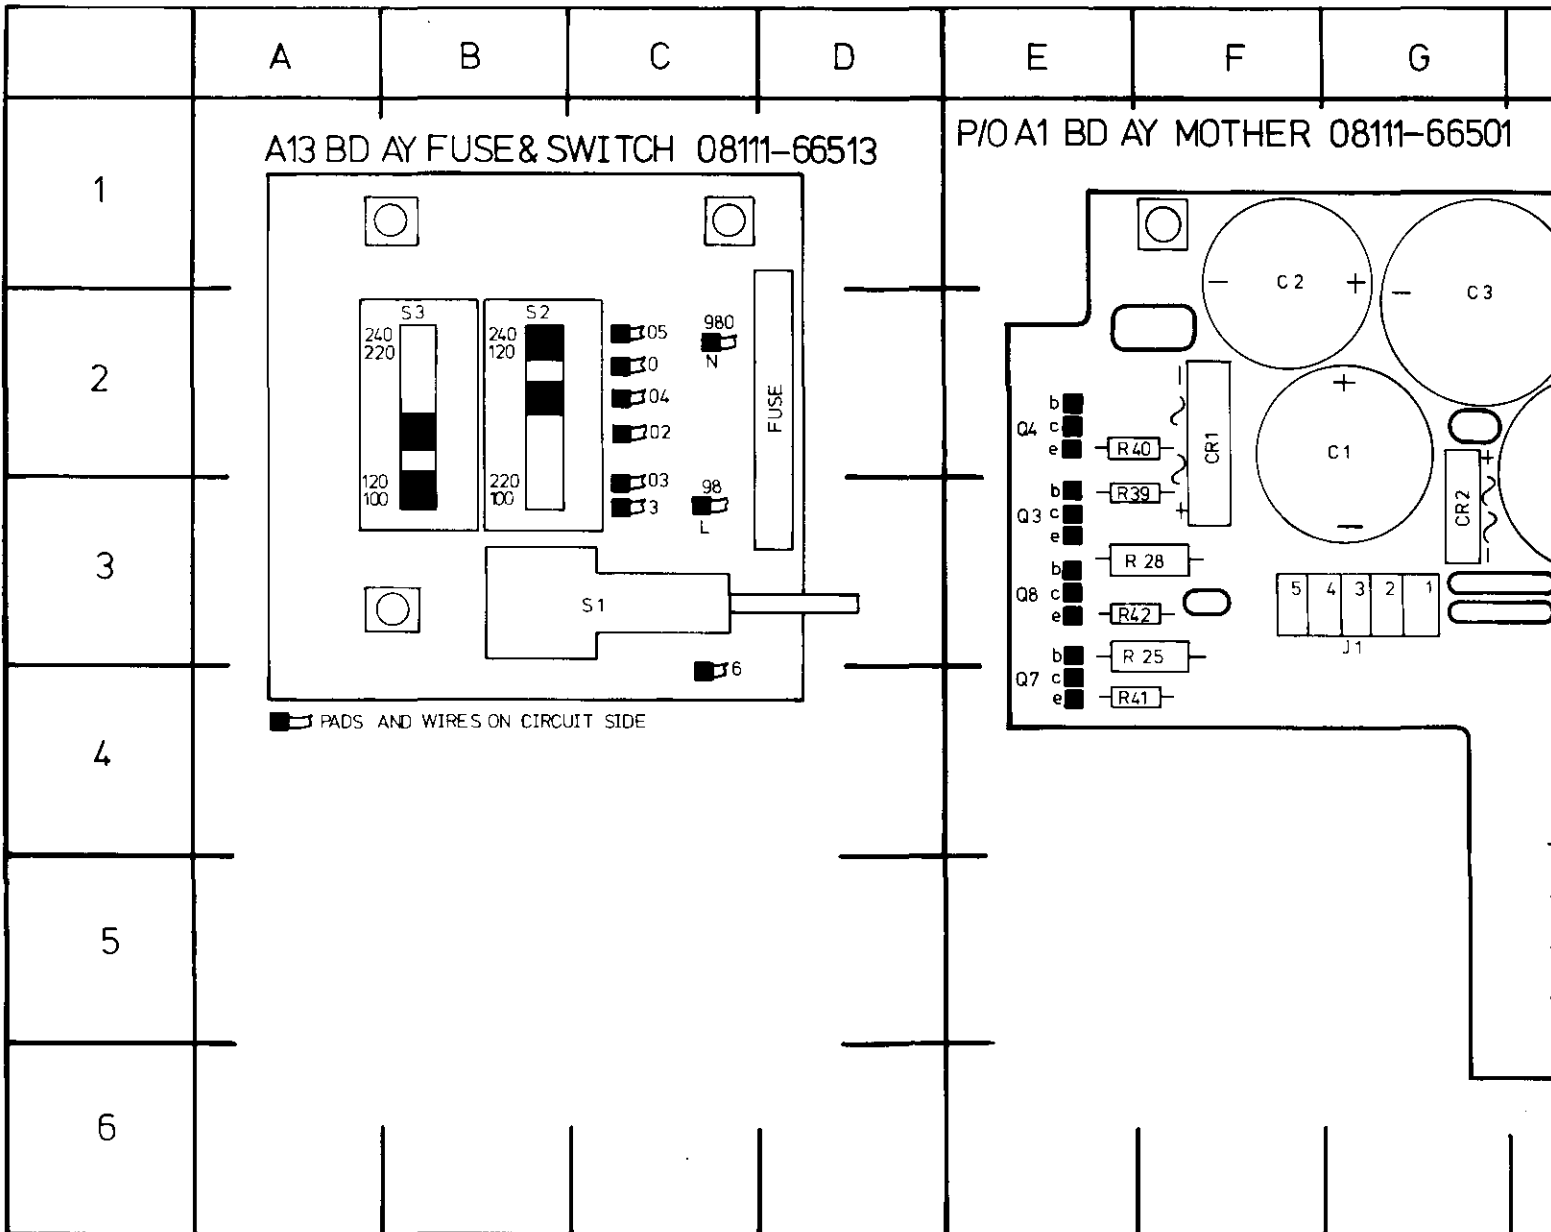 A B C D E F G
1
2
3
4
5
6
A13 BD AY FUSE & SWITCH 08111-66513
S3
240
220
120
100
S2
240
120
220
100
05
0
04
02
03
3
980
N
98
L
FUSE
S1
6
PADS AND WIRES ON CIRCUIT SIDE
P/O A1 BD AY MOTHER 08111-66501
- C2 +
- C3
+
C1
-
b
Q4 c
e
R40
- ~ CR1 ~ +
b
Q3 c
e
R39
R 28
b
Q8 c
e
R42
b
Q7 c
e
R 25
R41
CR2 + ~ ~ -
5 4 3 2 1
J1